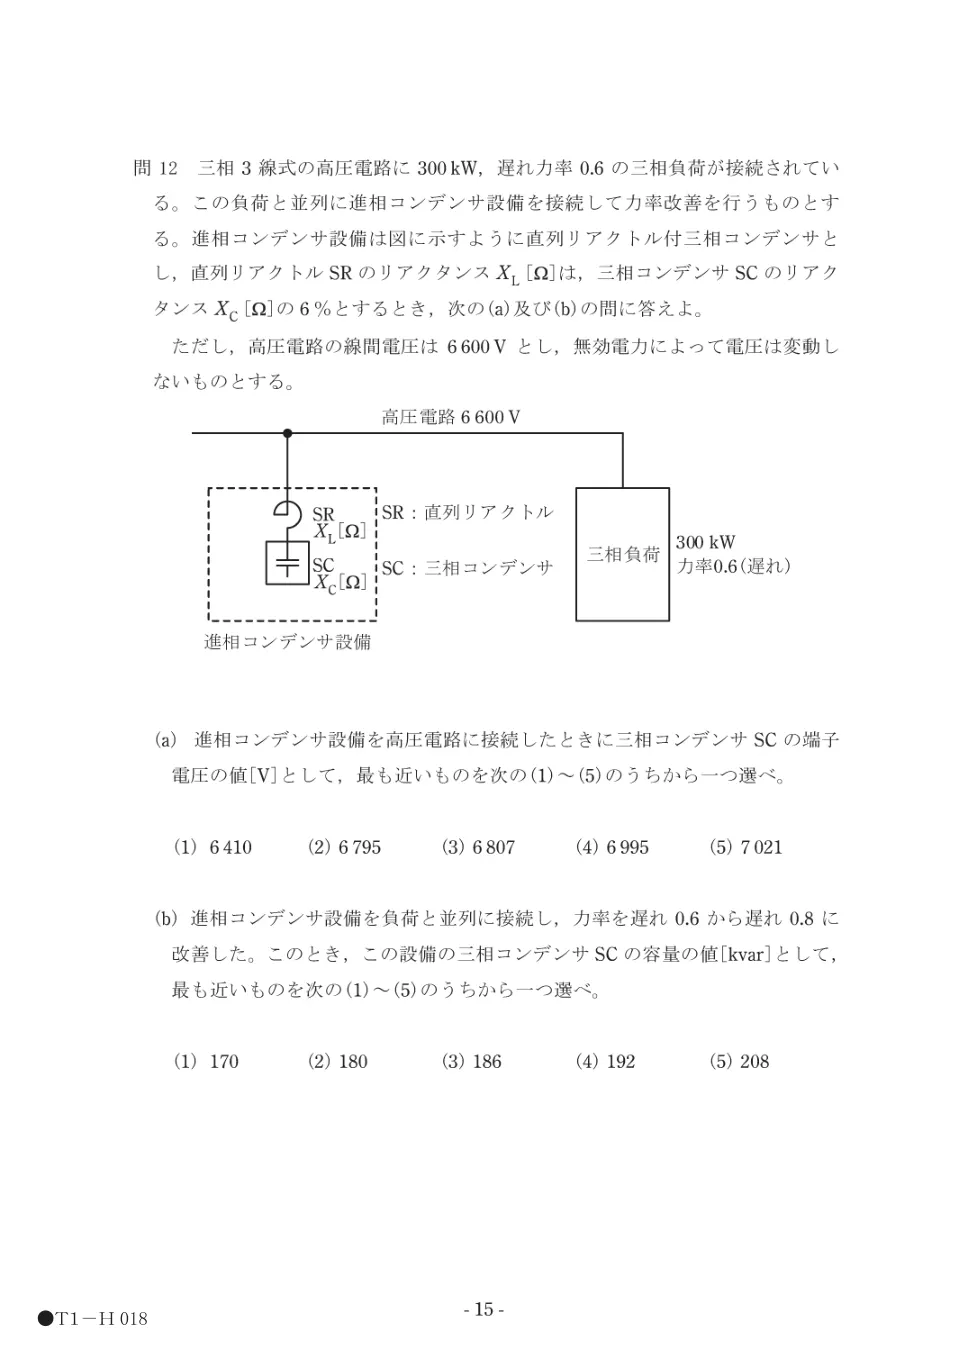 問 12　三相 3 線式の高圧電路に 300 kW，遅れ力率 0.6 の三相負荷が接続されてい
る。この負荷と並列に進相コンデンサ設備を接続して力率改善を行うものとす
る。進相コンデンサ設備は図に示すように直列リアクトル付三相コンデンサと
し，直列リアクトル SR のリアクタンス X_L [Ω]は，三相コンデンサ SC のリアク
タンス X_C [Ω]の 6 ％とするとき，次の(a)及び(b)の問に答えよ。
ただし，高圧電路の線間電圧は 6 600 V とし，無効電力によって電圧は変動し
ないものとする。
高圧電路 6 600 V
SR
X_L[Ω]
SR：直列リアクトル
SC
X_C[Ω]
SC：三相コンデンサ
三相負荷
300 kW
力率0.6(遅れ)
進相コンデンサ設備
(a)　進相コンデンサ設備を高圧電路に接続したときに三相コンデンサ SC の端子
電圧の値[V]として，最も近いものを次の(1)～(5)のうちから一つ選べ。
(1) 6 410　(2) 6 795　(3) 6 807　(4) 6 995　(5) 7 021
(b)　進相コンデンサ設備を負荷と並列に接続し，力率を遅れ 0.6 から遅れ 0.8 に
改善した。このとき，この設備の三相コンデンサ SC の容量の値[kvar]として，
最も近いものを次の(1)～(5)のうちから一つ選べ。
(1) 170　(2) 180　(3) 186　(4) 192　(5) 208
- 15 -
●T1－H 018